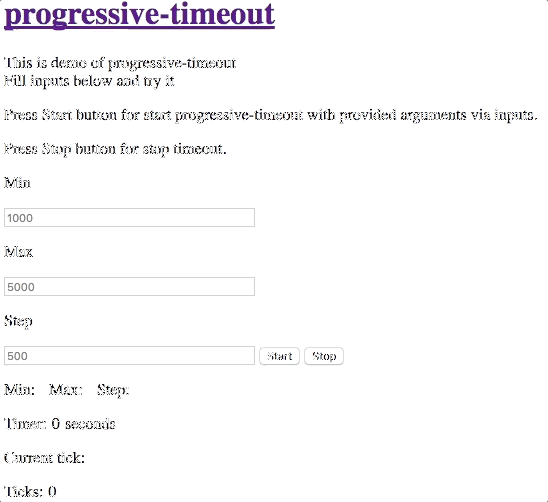 progressive-timeout
This is demo of progressive-timeout
Fill inputs below and try it
Press Start button for start progressive-timeout with provided arguments via inputs.
Press Stop button for stop timeout.
Min
1000
Max
5000
Step
500 Start Stop
Min: Max: Step:
Timer: 0 seconds
Current tick:
Ticks: 0